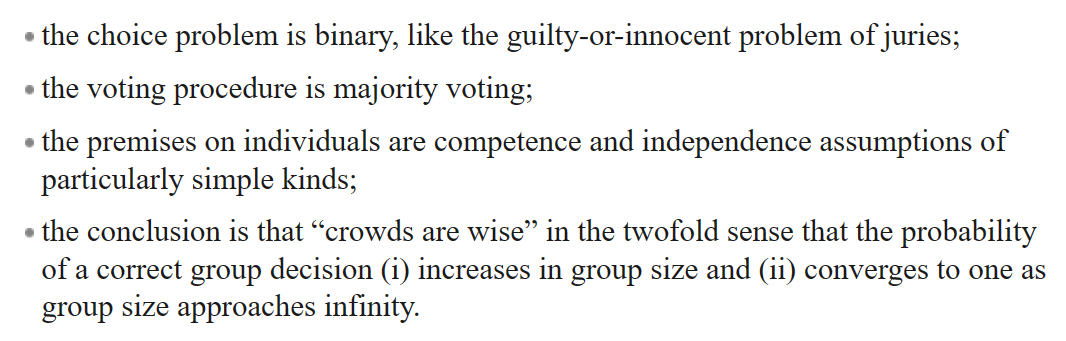 • the choice problem is binary, like the guilty-or-innocent problem of juries;
• the voting procedure is majority voting;
• the premises on individuals are competence and independence assumptions of
particularly simple kinds;
• the conclusion is that “crowds are wise” in the twofold sense that the probability
of a correct group decision (i) increases in group size and (ii) converges to one as
group size approaches infinity.